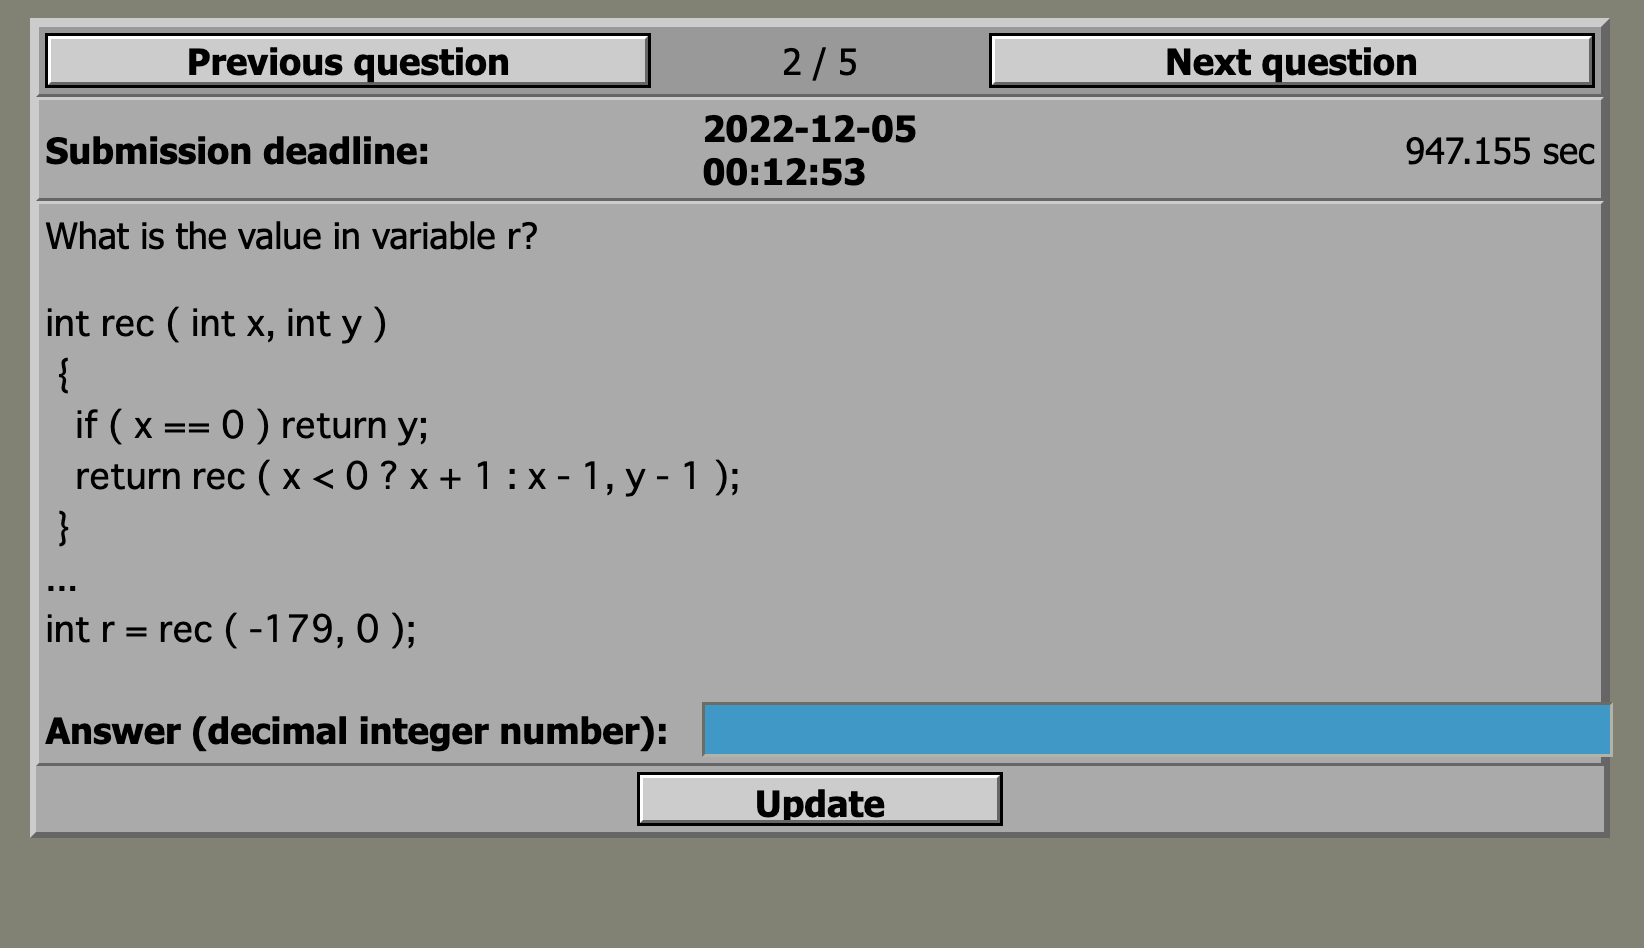 Previous question 2 / 5 Next question
Submission deadline: 2022-12-05 00:12:53 947.155 sec
What is the value in variable r?
int rec ( int x, int y )
{
if ( x == 0 ) return y;
return rec ( x < 0 ? x + 1 : x - 1, y - 1 );
}
...
int r = rec ( -179, 0 );
Answer (decimal integer number):
Update